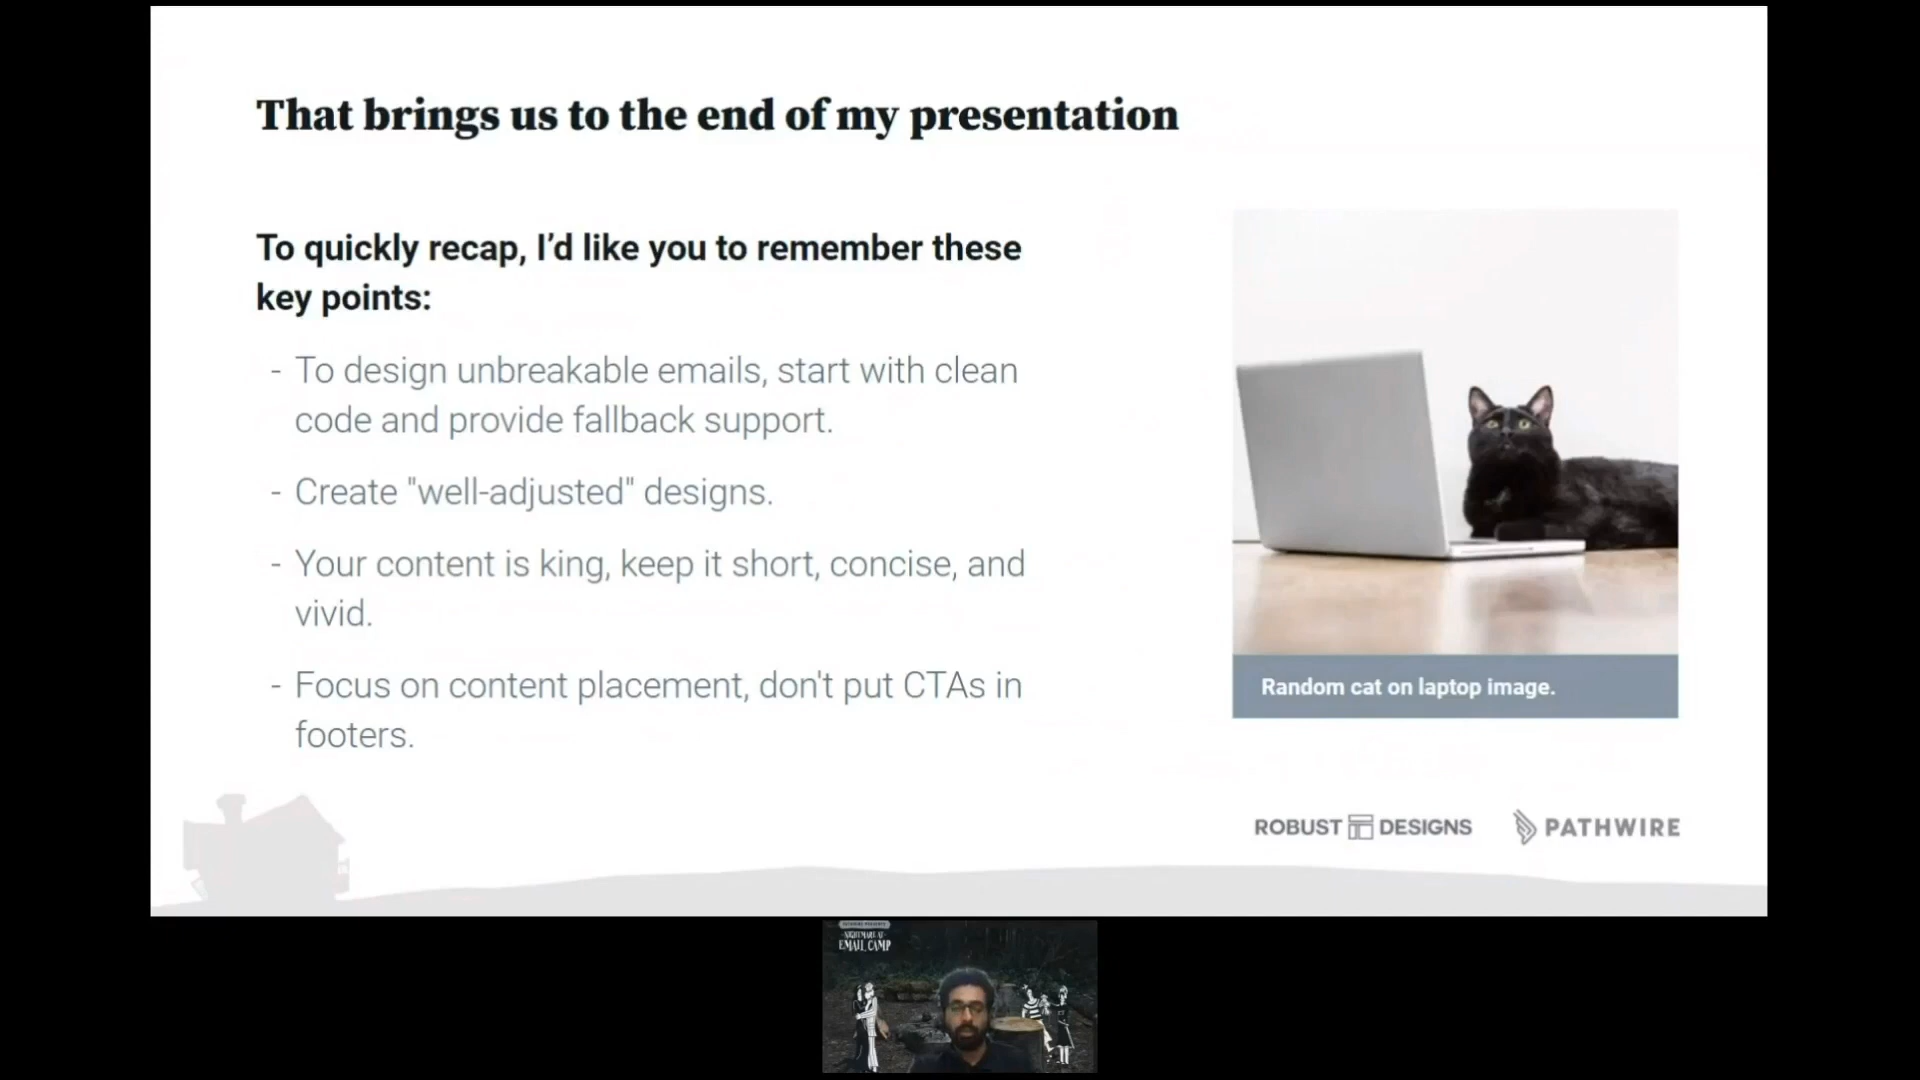 That brings us to the end of my presentation
To quickly recap, I’d like you to remember these
key points:
- To design unbreakable emails, start with clean
code and provide fallback support.
- Create "well-adjusted" designs.
- Your content is king, keep it short, concise, and
vivid.
- Focus on content placement, don't put CTAs in
footers.
Random cat on laptop image.
ROBUST DESIGNS
PATHWIRE
NIGHTMARE AT
EMAIL CAMP